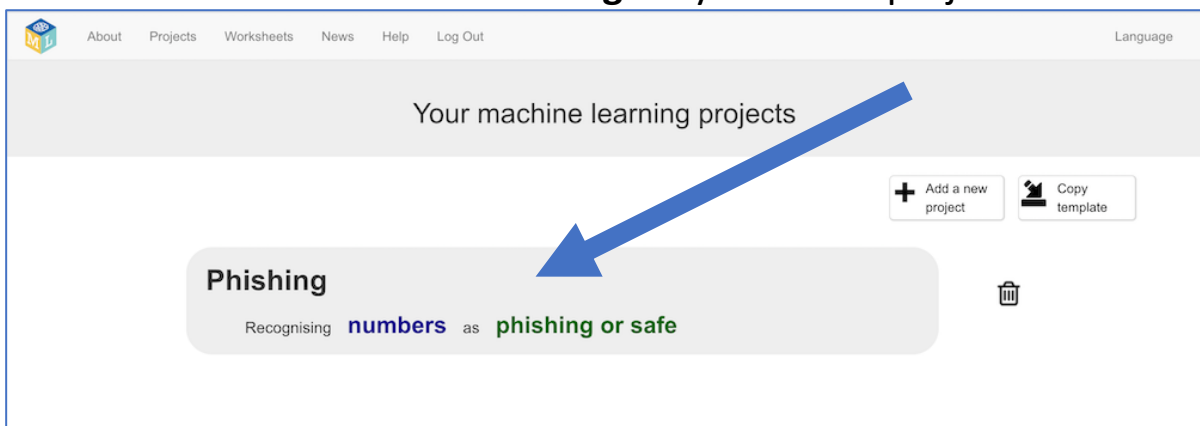 About Projects Worksheets News Help Log Out Language
Your machine learning projects
Add a new
project
Copy
template
Phishing
Recognising numbers as phishing or safe